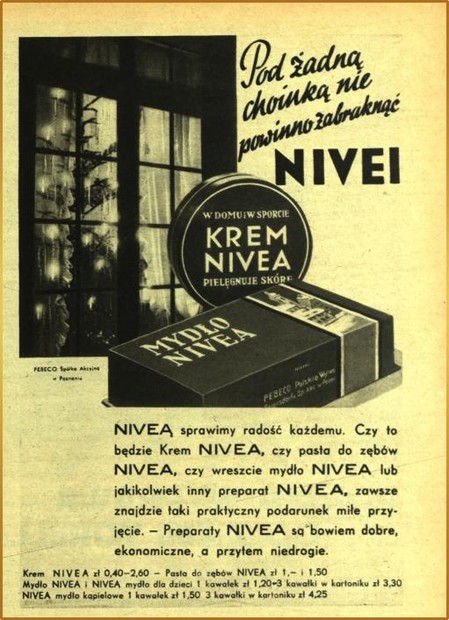 Pod żadną
choinką nie
powinno zabraknąć
NIVEI
W DOMU i W SPORCIE
KREM
NIVEA
PIELĘGNUJE SKÓRĘ
MYDŁO
NIVEA
PEBECO Polskie Wytwo
PEBECO Spółka Akcyjna
w Poznaniu
NIVEĄ sprawimy radość każdemu. Czy to
będzie Krem NIVEA, czy pasta do zębów
NIVEA, czy wreszcie mydło NIVEA lub
jakikolwiek inny preparat NIVEA, zawsze
znajdzie taki praktyczny podarunek miłe przy-
jęcie. – Preparaty NIVEA są bowiem dobre,
ekonomiczne, a przytem niedrogie.
Krem NIVEA zł 0,40–2,60 – Pasta do zębów NIVEA zł 1,– i 1,50
Mydło NIVEA i NIVEA mydło dla dzieci 1 kawałek zł 1,20–3 kawałki w kartoniku zł 3,30
NIVEA mydło kąpielowe 1 kawałek zł 1,50 3 kawałki w kartoniku zł 4,25